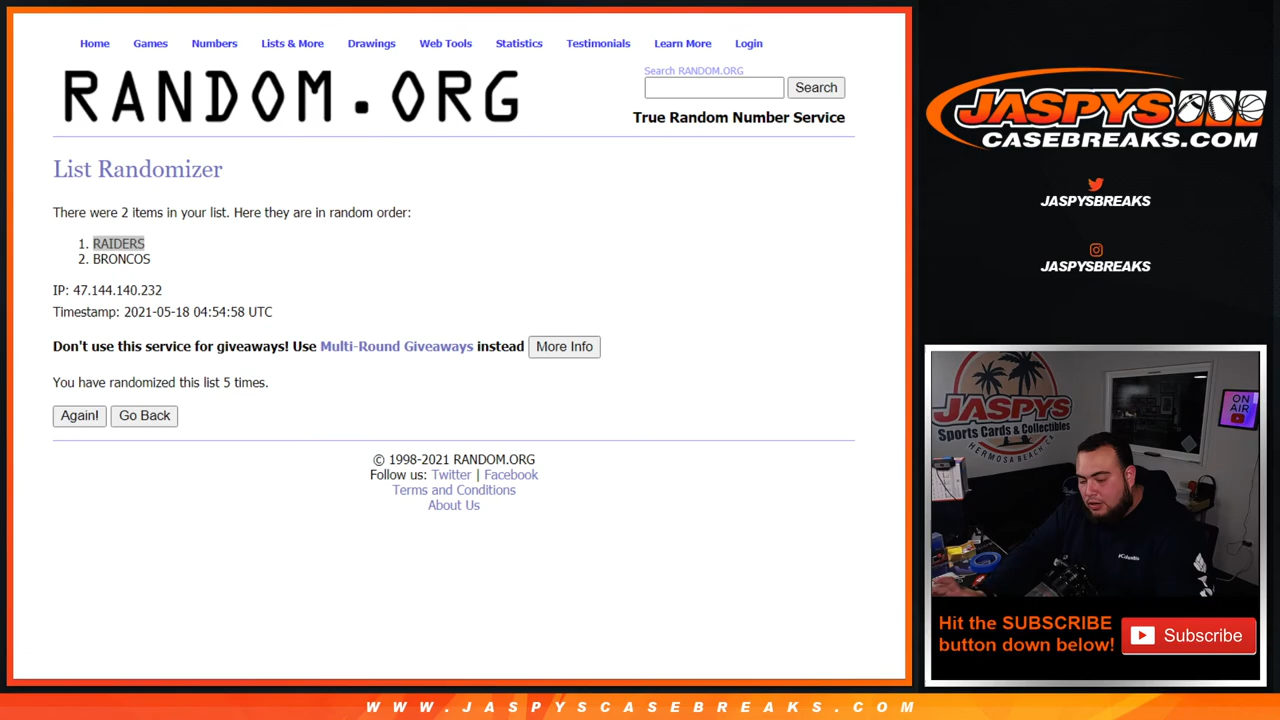 Home Games Numbers Lists & More Drawings Web Tools Statistics Testimonials Learn More Login
RANDOM.ORG
Search RANDOM.ORG
Search
True Random Number Service
List Randomizer
There were 2 items in your list. Here they are in random order:
1. RAIDERS
2. BRONCOS
IP: 47.144.140.232
Timestamp: 2021-05-18 04:54:58 UTC
Don't use this service for giveaways! Use Multi-Round Giveaways instead More Info
You have randomized this list 5 times.
Again! Go Back
© 1998-2021 RANDOM.ORG
Follow us: Twitter | Facebook
Terms and Conditions
About Us
JASPYS
CASEBREAKS.COM
JASPYSBREAKS
JASPYSBREAKS
JASPYS
Sports Cards & Collectibles
HERMOSA BEACH CA
ON
AIR
Columbia
Hit the SUBSCRIBE
button down below!
Subscribe
WWW.JASPYSCASEBREAKS.COM